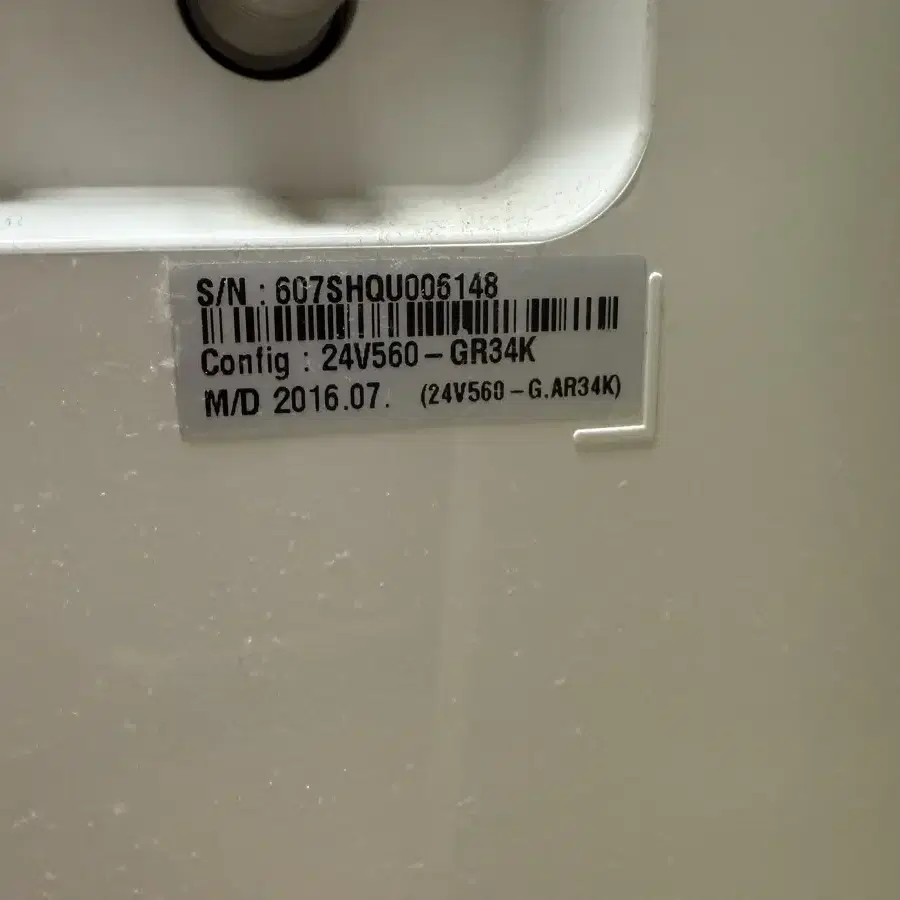 S/N : 607SHQU006148
Config : 24V560-GR34K
M/D 2016.07. (24V560-G.AR34K)